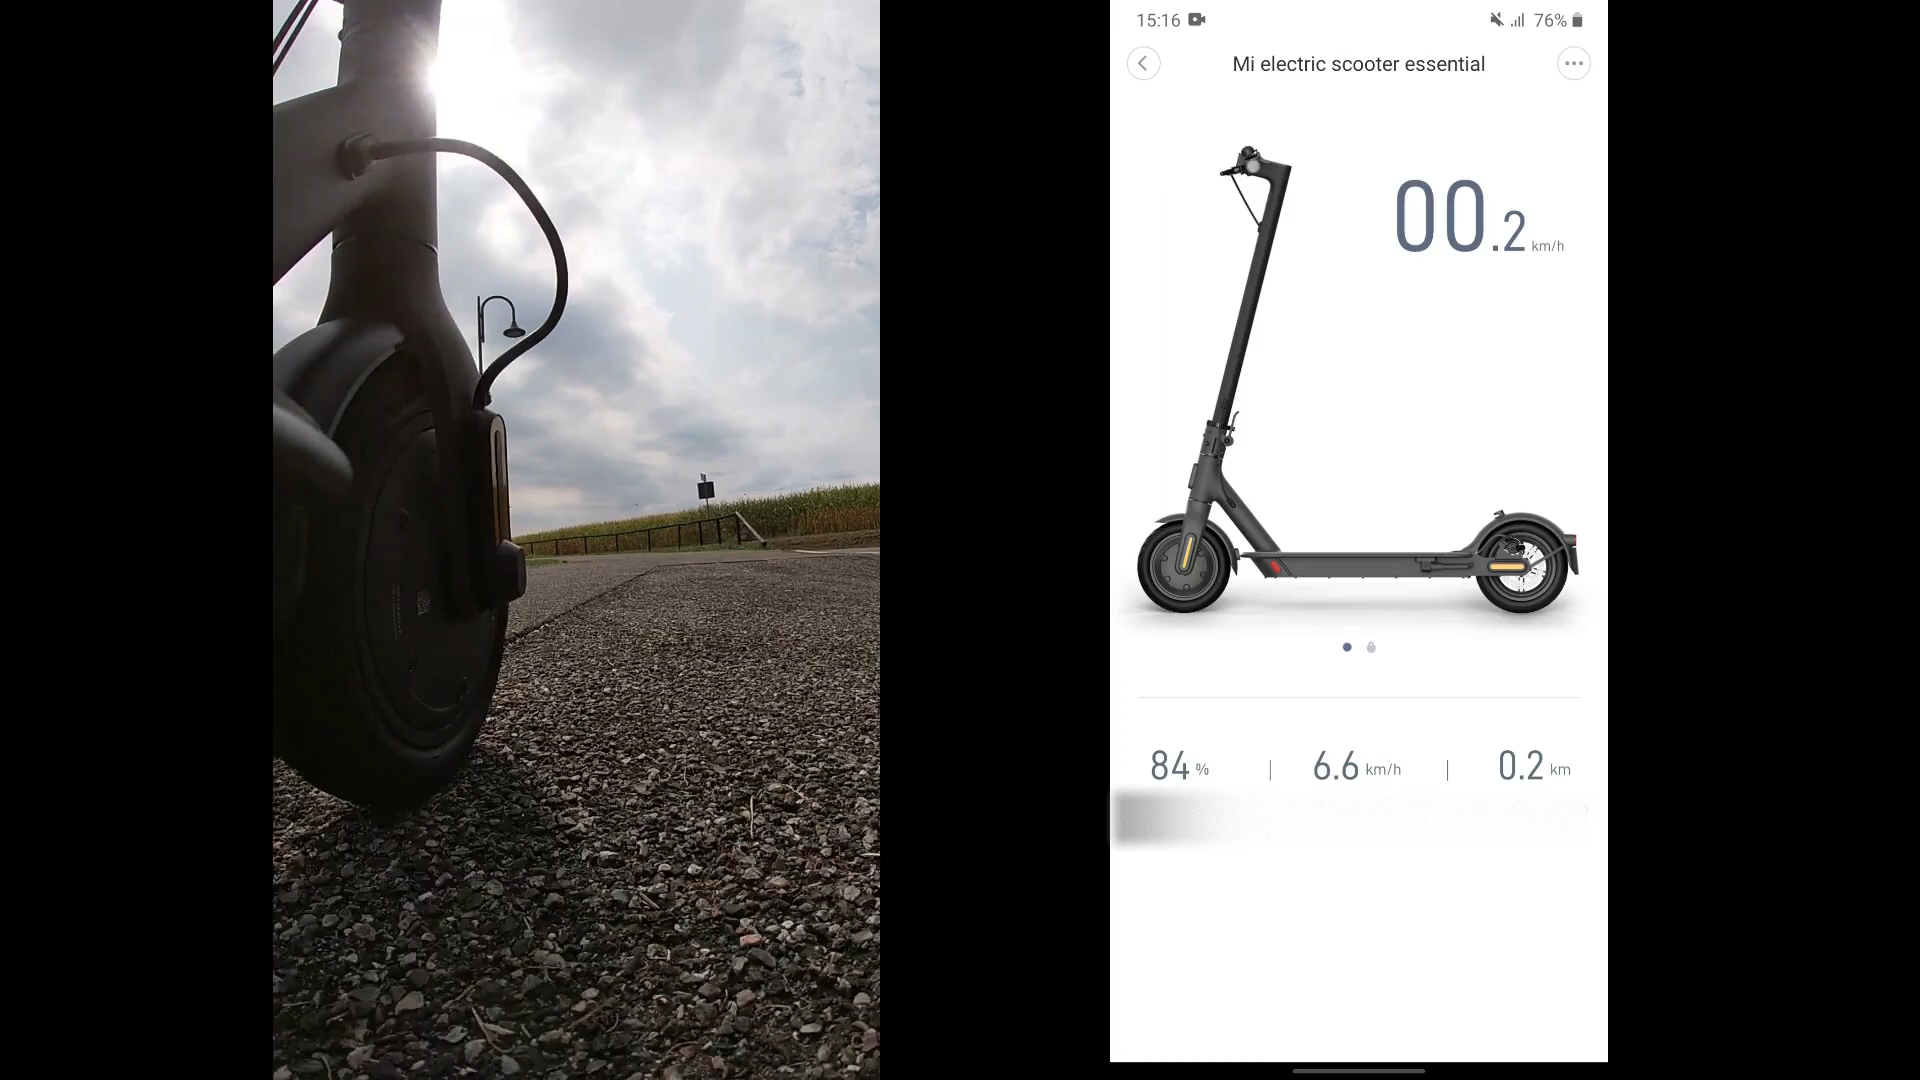 15:16 76%
Mi electric scooter essential
00.2 km/h
84 % | 6.6 km/h | 0.2 km